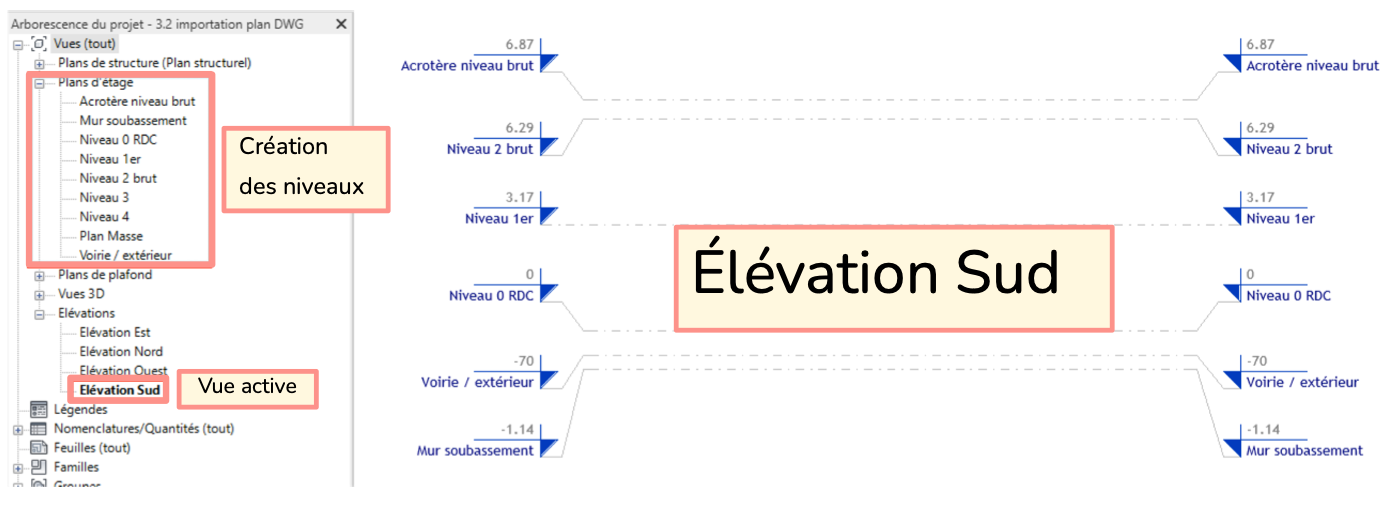 Arborescence du projet - 3.2 importation plan DWG
Vues (tout)
Plans de structure (Plan structurel)
Plans d'étage
Acrotère niveau brut
Mur soubassement
Niveau 0 RDC
Niveau 1er
Niveau 2 brut
Niveau 3
Niveau 4
Plan Masse
Voirie / extérieur
Plans de plafond
Vues 3D
Elévations
Elévation Est
Elévation Nord
Elévation Ouest
Elévation Sud
Légendes
Nomenclatures/Quantités (tout)
Feuilles (tout)
Familles
Groupes
Création
des niveaux
Vue active
6.87
Acrotère niveau brut
6.29
Niveau 2 brut
3.17
Niveau 1er
0
Niveau 0 RDC
-70
Voirie / extérieur
-1.14
Mur soubassement
Élévation Sud
6.87
Acrotère niveau brut
6.29
Niveau 2 brut
3.17
Niveau 1er
0
Niveau 0 RDC
-70
Voirie / extérieur
-1.14
Mur soubassement